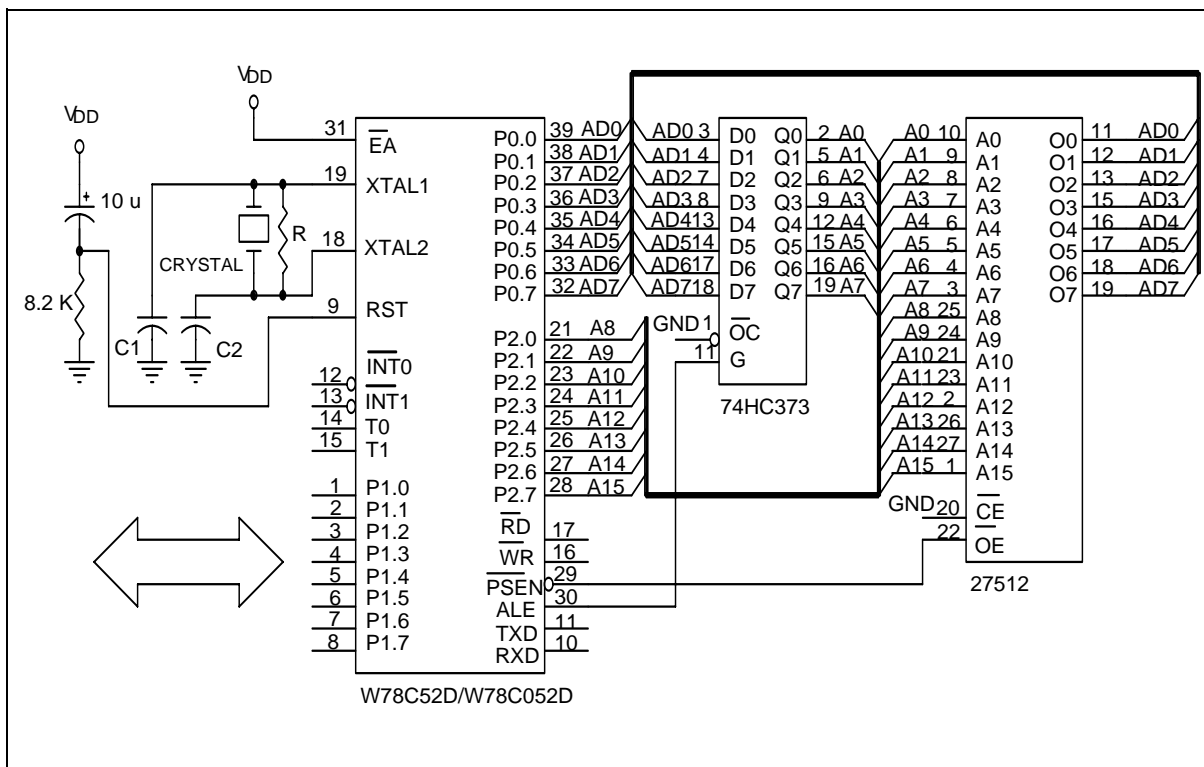 VDD
VDD
10 u
8.2 K
C1
C2
CRYSTAL
R
31 EA
19 XTAL1
18 XTAL2
9 RST
12 INT0
13 INT1
14 T0
15 T1
1 P1.0
2 P1.1
3 P1.2
4 P1.3
5 P1.4
6 P1.5
7 P1.6
8 P1.7
P0.0 39 AD0
P0.1 38 AD1
P0.2 37 AD2
P0.3 36 AD3
P0.4 35 AD4
P0.5 34 AD5
P0.6 33 AD6
P0.7 32 AD7
P2.0 21 A8
P2.1 22 A9
P2.2 23 A10
P2.3 24 A11
P2.4 25 A12
P2.5 26 A13
P2.6 27 A14
P2.7 28 A15
RD 17
WR 16
PSEN 29
ALE 30
TXD 11
RXD 10
W78C52D/W78C052D
AD0 3 D0 Q0 2 A0
AD1 4 D1 Q1 5 A1
AD2 7 D2 Q2 6 A2
AD3 8 D3 Q3 9 A3
AD4 13 D4 Q4 12 A4
AD5 14 D5 Q5 15 A5
AD6 17 D6 Q6 16 A6
AD7 18 D7 Q7 19 A7
GND 1 OC
11 G
74HC373
A0 10 A0 O0 11 AD0
A1 9 A1 O1 12 AD1
A2 8 A2 O2 13 AD2
A3 7 A3 O3 15 AD3
A4 6 A4 O4 16 AD4
A5 5 A5 O5 17 AD5
A6 4 A6 O6 18 AD6
A7 3 A7 O7 19 AD7
A8 25 A8
A9 24 A9
A10 21 A10
A11 23 A11
A12 2 A12
A13 26 A13
A14 27 A14
A15 1 A15
GND 20 CE
22 OE
27512